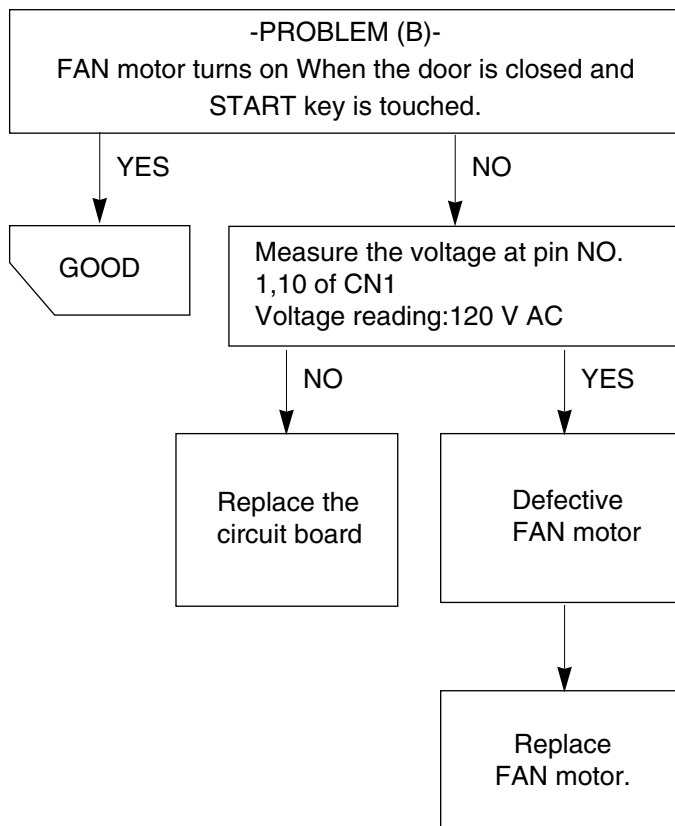 -PROBLEM (B)-
FAN motor turns on When the door is closed and
START key is touched.
YES
NO
GOOD
Measure the voltage at pin NO.
1,10 of CN1
Voltage reading:120 V AC
NO
YES
Replace the
circuit board
Defective
FAN motor
Replace
FAN motor.